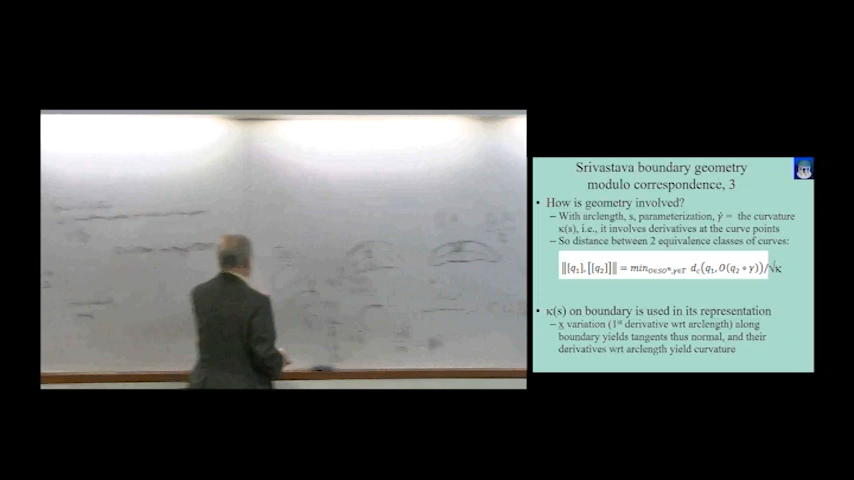 Srivastava boundary geometry
modulo correspondence, 3
• How is geometry involved?
– With arclength, s, parameterization, γ̇ = the curvature
κ(s), i.e., it involves derivatives at the curve points
– So distance between 2 equivalence classes of curves:
‖[q₁],[[q₂]]‖ = min_{O∈SOⁿ,γ∈Γ} d_c(q₁, O(q₂ ∘ γ))/√κ
• κ(s) on boundary is used in its representation
– x variation (1st derivative wrt arclength) along
boundary yields tangents thus normal, and their
derivatives wrt arclength yield curvature